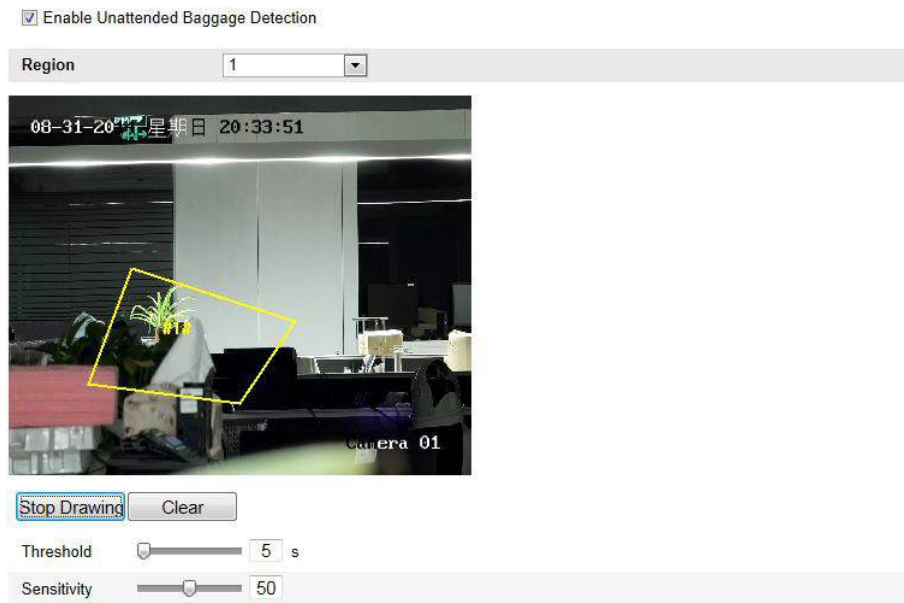 Enable Unattended Baggage Detection
Region 1
08-31-20 星期日 20:33:51
#1#
Camera 01
Stop Drawing Clear
Threshold 5 s
Sensitivity 50